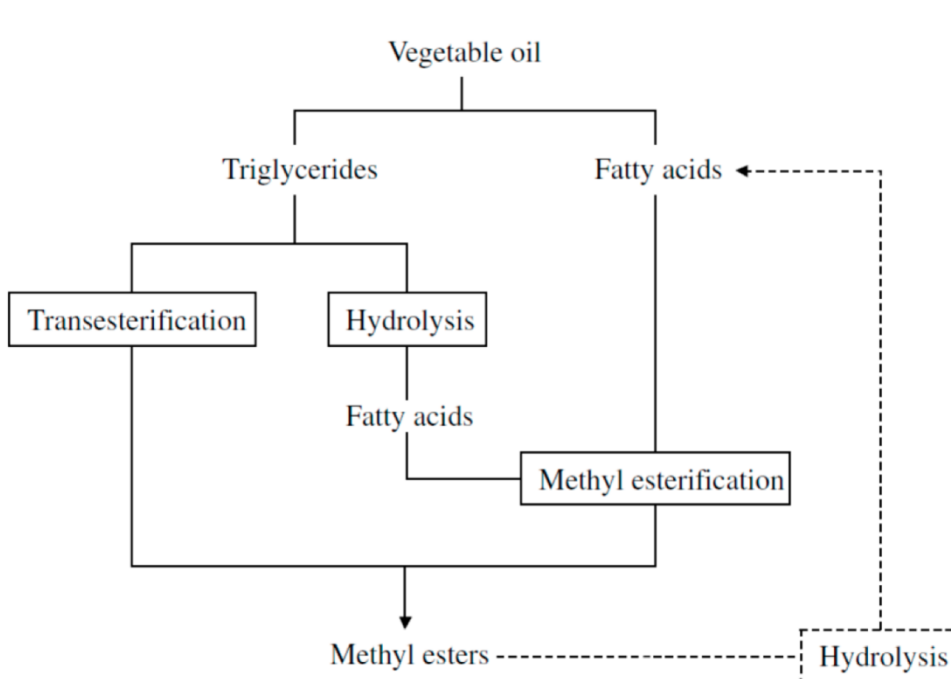 Vegetable oil
Triglycerides
Fatty acids
Transesterification
Hydrolysis
Fatty acids
Methyl esterification
Methyl esters
Hydrolysis